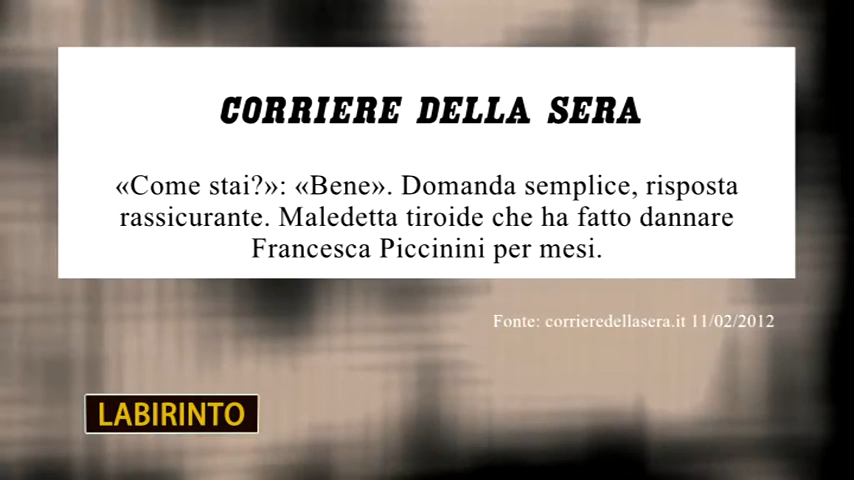 CORRIERE DELLA SERA
«Come stai?»: «Bene». Domanda semplice, risposta
rassicurante. Maledetta tiroide che ha fatto dannare
Francesca Piccinini per mesi.
Fonte: corrieredellasera.it 11/02/2012
LABIRINTO